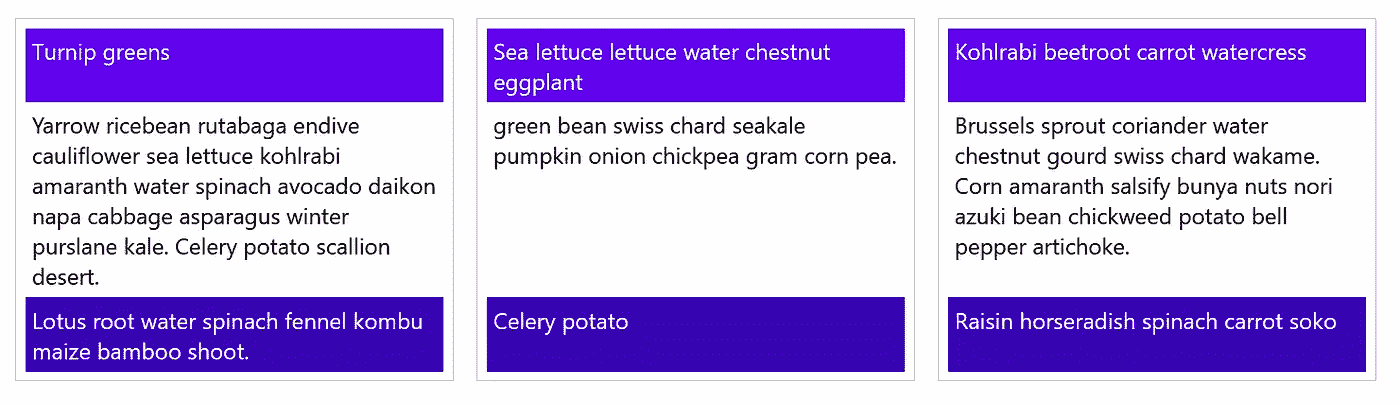 Turnip greens
Yarrow ricebean rutabaga endive
cauliflower sea lettuce kohlrabi
amaranth water spinach avocado daikon
napa cabbage asparagus winter
purslane kale. Celery potato scallion
desert.
Lotus root water spinach fennel kombu
maize bamboo shoot.
Sea lettuce lettuce water chestnut
eggplant
green bean swiss chard seakale
pumpkin onion chickpea gram corn pea.
Celery potato
Kohlrabi beetroot carrot watercress
Brussels sprout coriander water
chestnut gourd swiss chard wakame.
Corn amaranth salsify bunya nuts nori
azuki bean chickweed potato bell
pepper artichoke.
Raisin horseradish spinach carrot soko